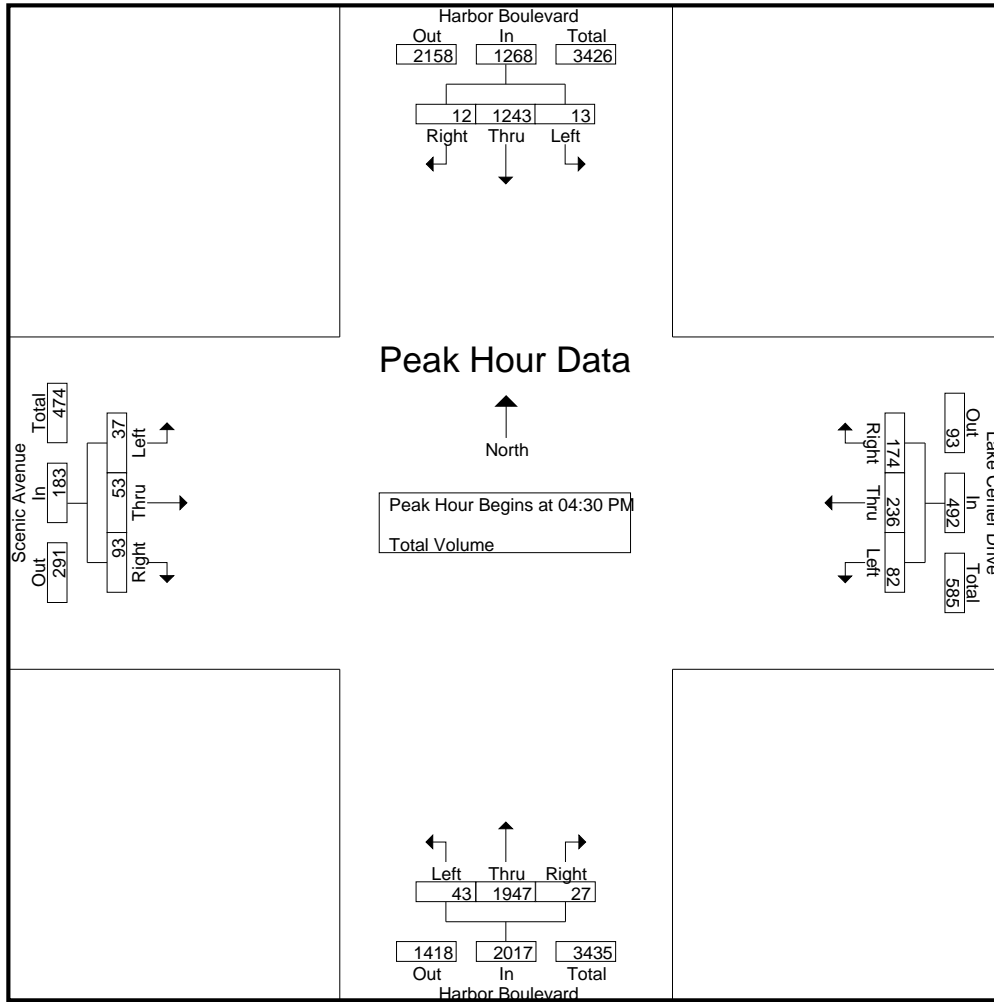 Harbor Boulevard
Out In Total
2158 1268 3426
12 1243 13
Right Thru Left
Peak Hour Data
North
Peak Hour Begins at 04:30 PM
Total Volume
Scenic Avenue
Total In Out
474 183 291
37 53 93
Left Thru Right
Lake Center Drive
Out In Total
93 492 585
174 236 82
Right Thru Left
Left Thru Right
43 1947 27
1418 2017 3435
Out In Total
Harbor Boulevard